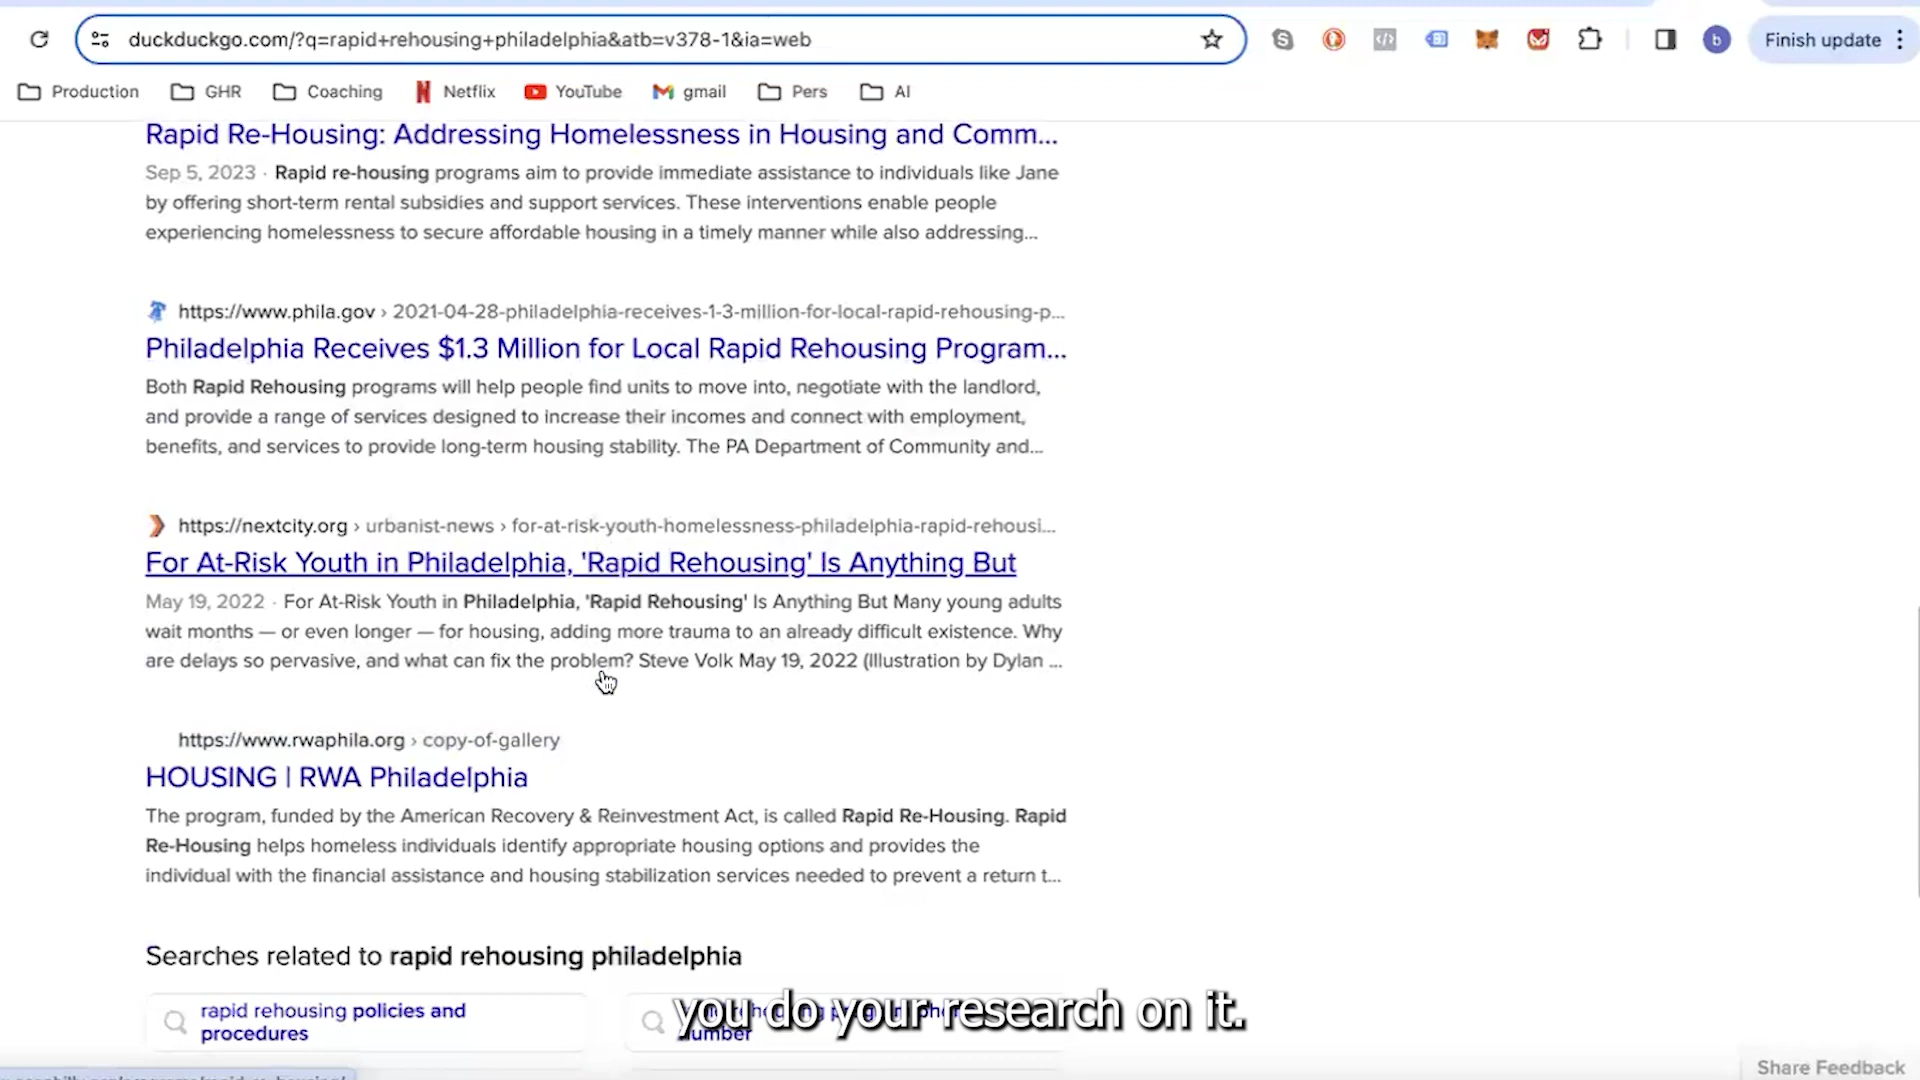 duckduckgo.com/?q=rapid+rehousing+philadelphia&atb=v378-1&ia=web
b
Finish update
Production GHR Coaching Netflix YouTube gmail Pers AI
Rapid Re-Housing: Addressing Homelessness in Housing and Comm...
Sep 5, 2023 · Rapid re-housing programs aim to provide immediate assistance to individuals like Jane
by offering short-term rental subsidies and support services. These interventions enable people
experiencing homelessness to secure affordable housing in a timely manner while also addressing...
https://www.phila.gov › 2021-04-28-philadelphia-receives-1-3-million-for-local-rapid-rehousing-p...
Philadelphia Receives $1.3 Million for Local Rapid Rehousing Program...
Both Rapid Rehousing programs will help people find units to move into, negotiate with the landlord,
and provide a range of services designed to increase their incomes and connect with employment,
benefits, and services to provide long-term housing stability. The PA Department of Community and...
https://nextcity.org › urbanist-news › for-at-risk-youth-homelessness-philadelphia-rapid-rehousi...
For At-Risk Youth in Philadelphia, 'Rapid Rehousing' Is Anything But
May 19, 2022 · For At-Risk Youth in Philadelphia, 'Rapid Rehousing' Is Anything But Many young adults
wait months — or even longer — for housing, adding more trauma to an already difficult existence. Why
are delays so pervasive, and what can fix the problem? Steve Volk May 19, 2022 (Illustration by Dylan ...
https://www.rwaphila.org › copy-of-gallery
HOUSING | RWA Philadelphia
The program, funded by the American Recovery & Reinvestment Act, is called Rapid Re-Housing. Rapid
Re-Housing helps homeless individuals identify appropriate housing options and provides the
individual with the financial assistance and housing stabilization services needed to prevent a return t...
Searches related to rapid rehousing philadelphia
rapid rehousing policies and
procedures
number
you do your research on it.
Share Feedback